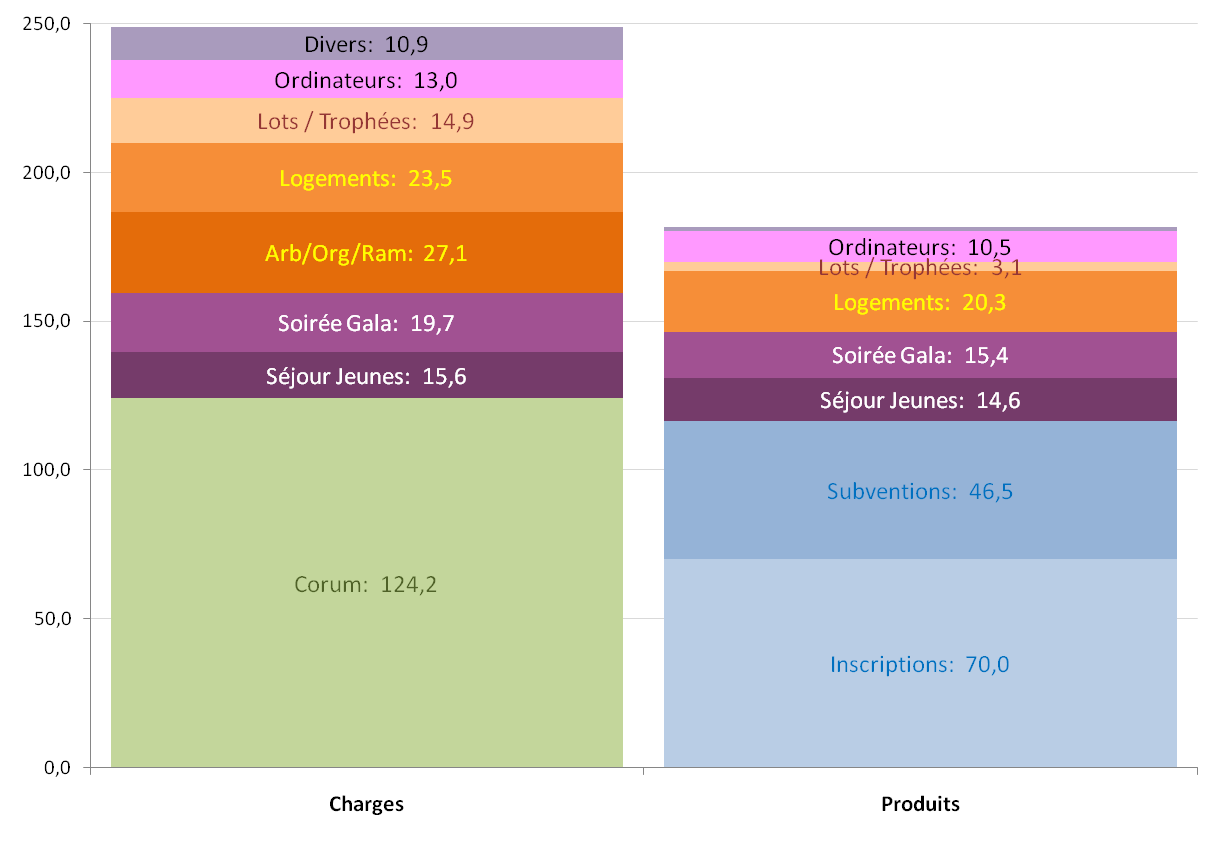 250,0
200,0
150,0
100,0
50,0
0,0
Divers: 10,9
Ordinateurs: 13,0
Lots / Trophées: 14,9
Logements: 23,5
Arb/Org/Ram: 27,1
Soirée Gala: 19,7
Séjour Jeunes: 15,6
Corum: 124,2
Charges
Ordinateurs: 10,5
Lots / Trophées: 3,1
Logements: 20,3
Soirée Gala: 15,4
Séjour Jeunes: 14,6
Subventions: 46,5
Inscriptions: 70,0
Produits